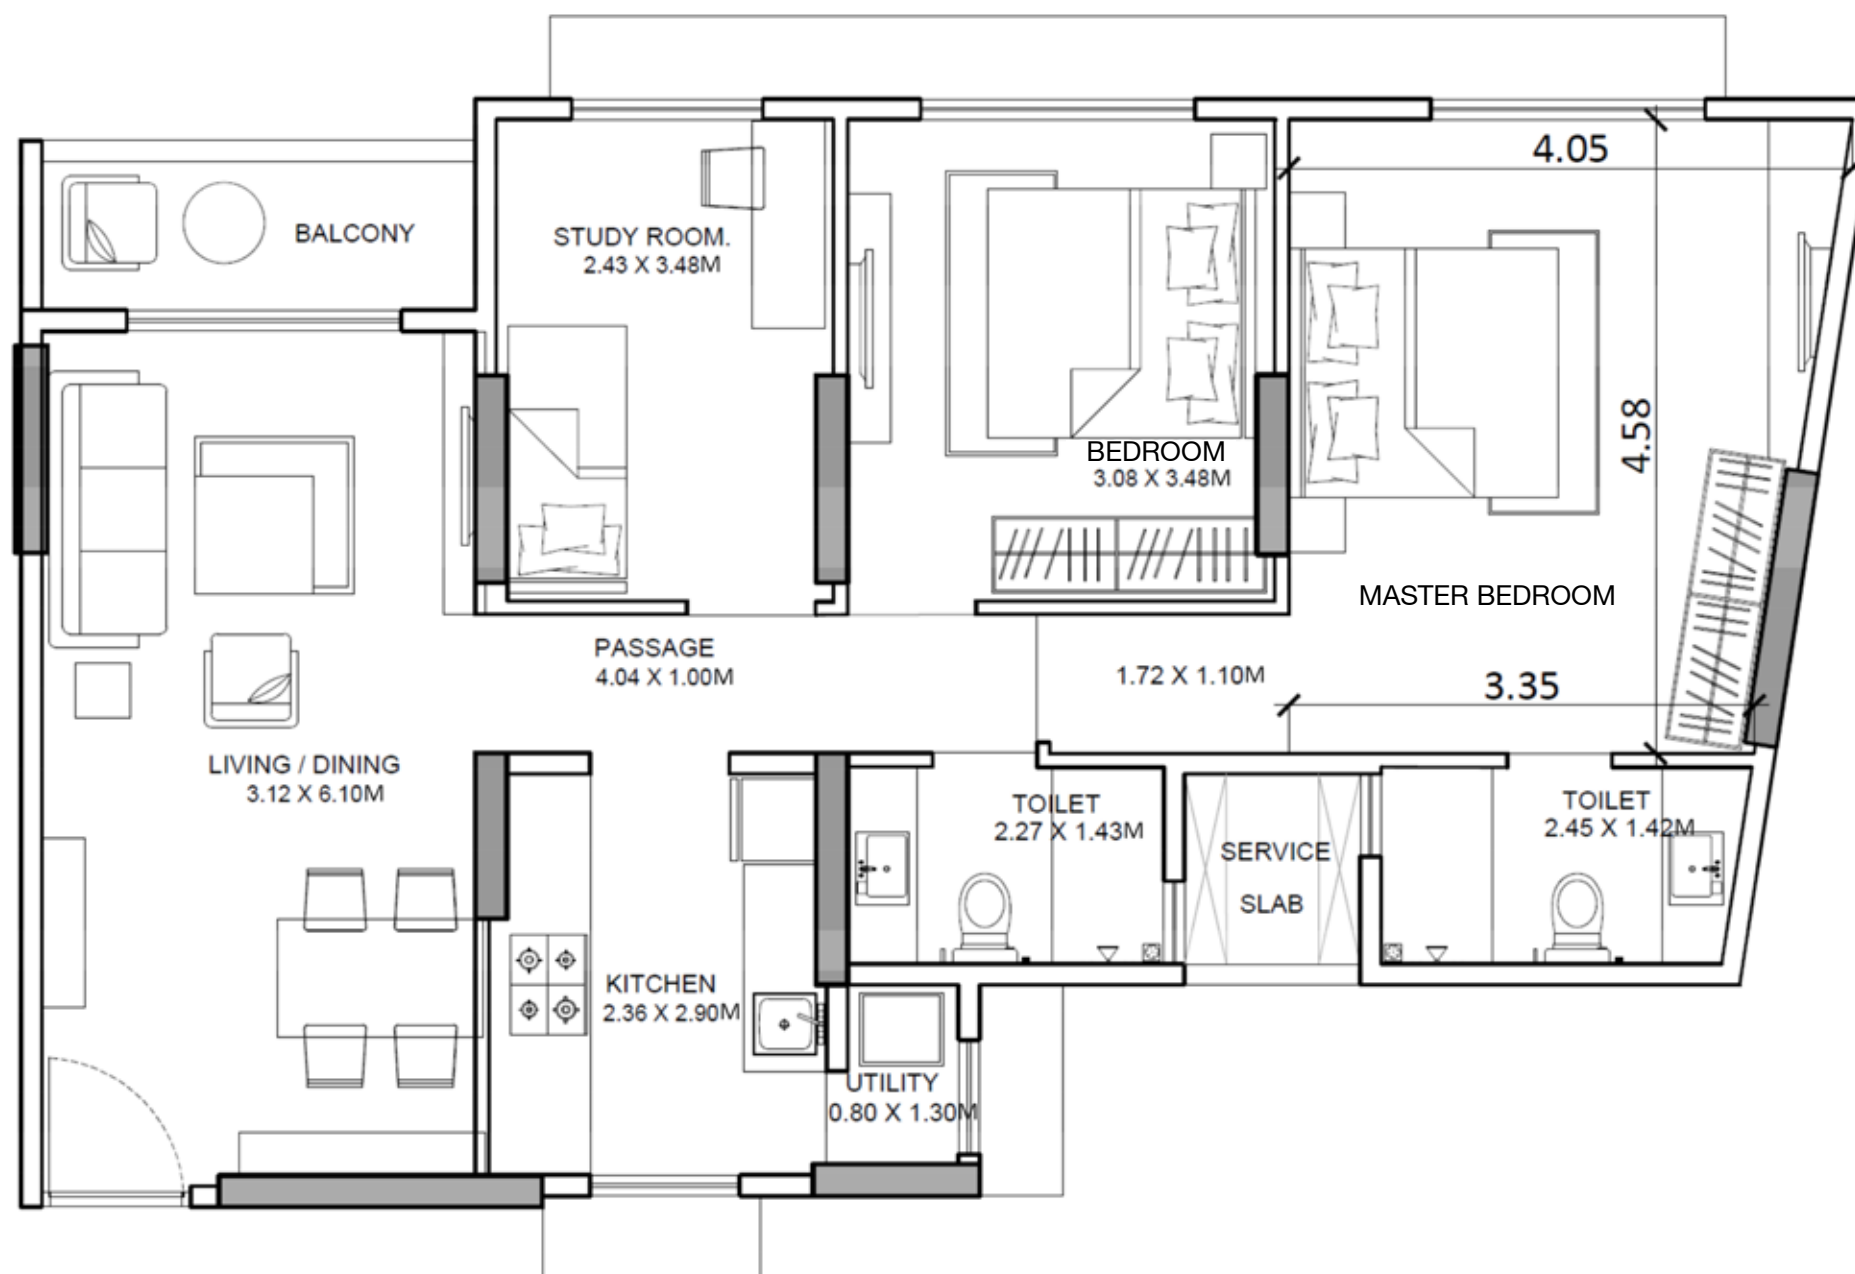 4.05
BALCONY
STUDY ROOM.
2.43 X 3.48M
4.58
BEDROOM
3.08 X 3.48M
MASTER BEDROOM
PASSAGE
4.04 X 1.00M
1.72 X 1.10M
3.35
LIVING / DINING
3.12 X 6.10M
TOILET
2.27 X 1.43M
SERVICE
SLAB
TOILET
2.45 X 1.42M
KITCHEN
2.36 X 2.90M
UTILITY
0.80 X 1.30M